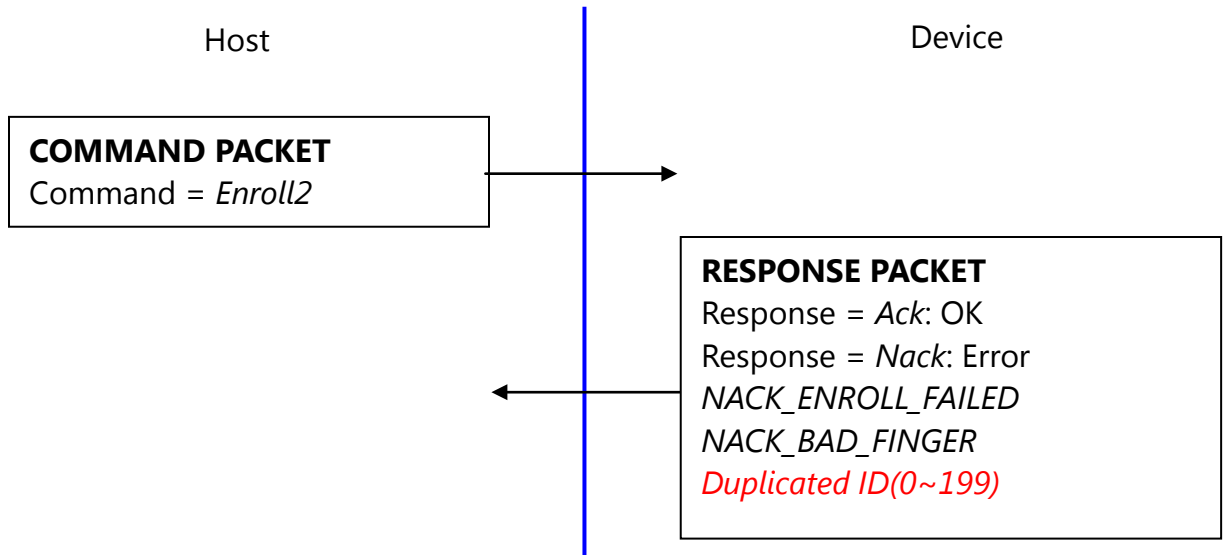 Host
Device
COMMAND PACKET
Command = Enroll2
RESPONSE PACKET
Response = Ack: OK
Response = Nack: Error
NACK_ENROLL_FAILED
NACK_BAD_FINGER
Duplicated ID(0~199)